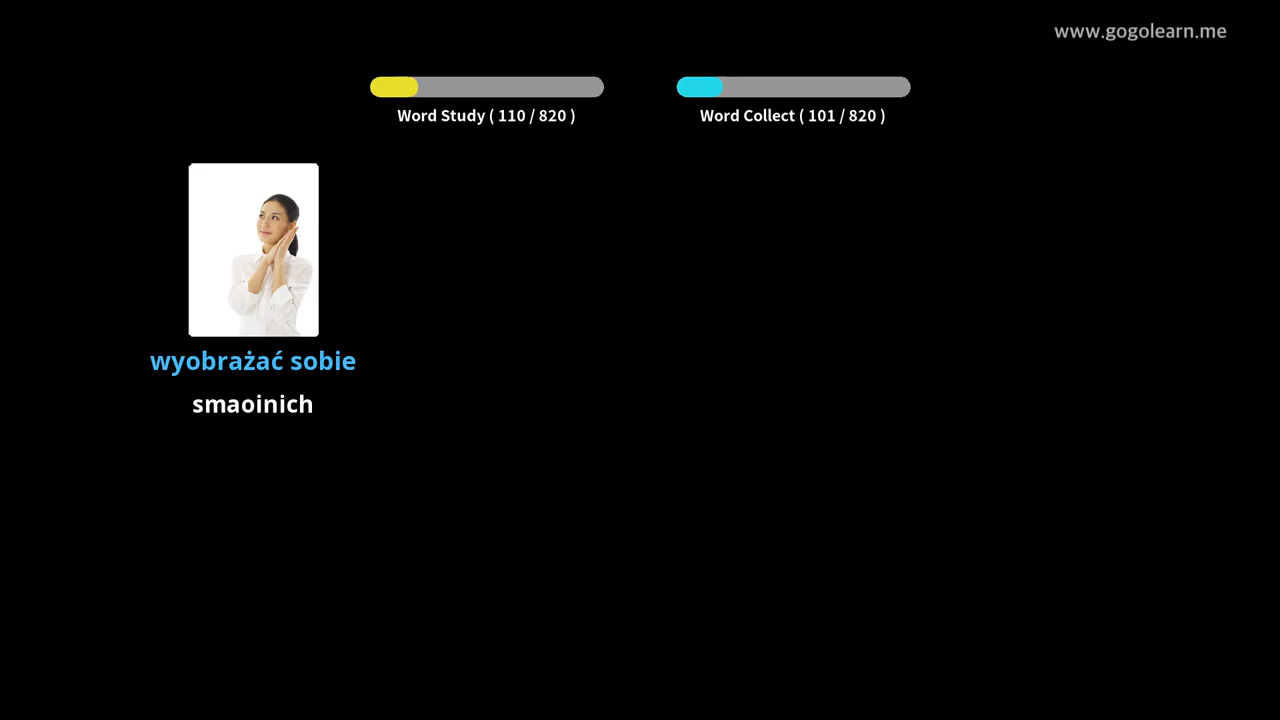 www.gogolearn.me
Word Study ( 110 / 820 )
Word Collect ( 101 / 820 )
wyobrażać sobie
smaoinich